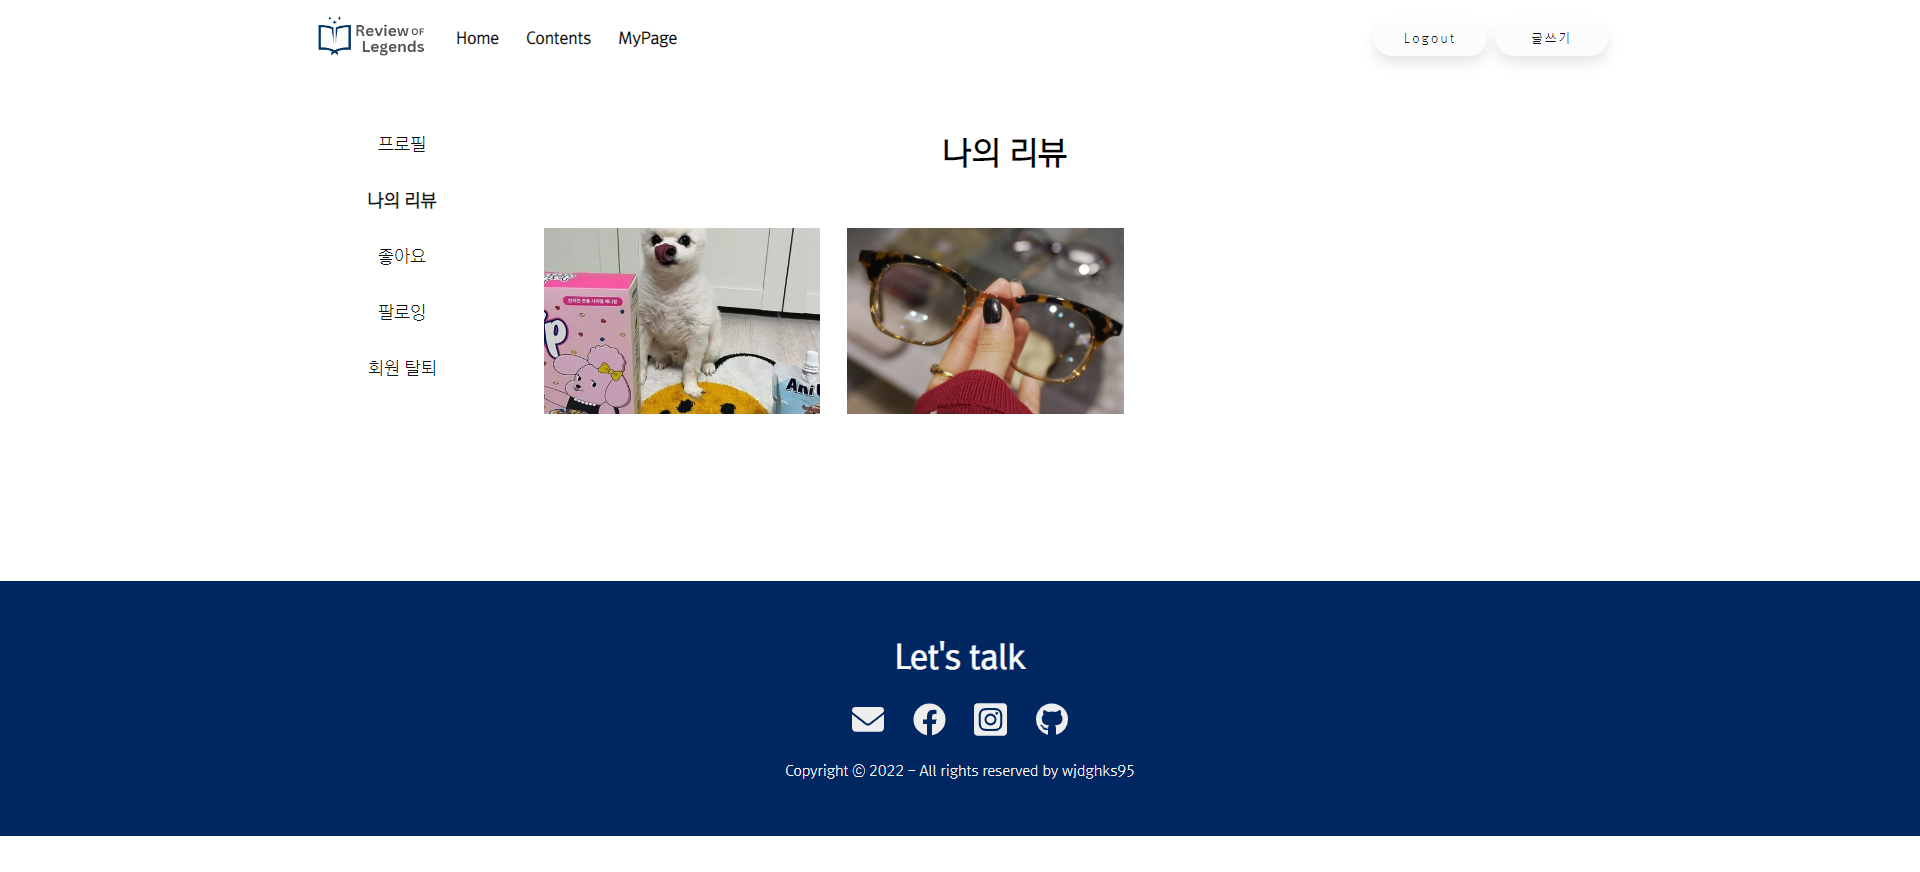 Review OF
Legends
Home
Contents
MyPage
Logout
글쓰기
프로필
나의 리뷰
좋아요
팔로잉
회원 탈퇴
나의 리뷰
Ani
Let's talk
Copyright ⓒ 2022 – All rights reserved by wjdghks95